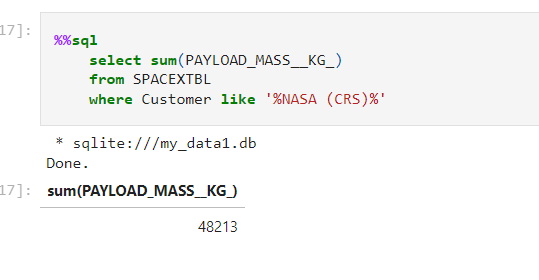 17]:
%%sql
select sum(PAYLOAD_MASS__KG_)
from SPACEXTBL
where Customer like '%NASA (CRS)%'
* sqlite:///my_data1.db
Done.
17]:
sum(PAYLOAD_MASS__KG_)
48213